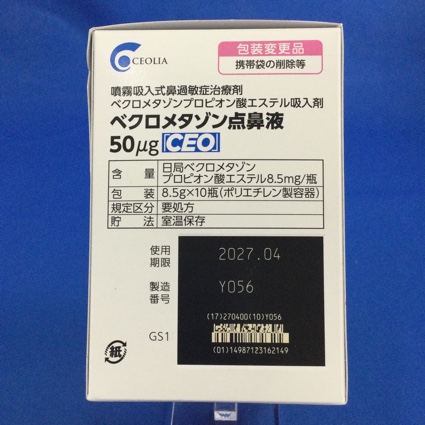 CEOLIA
包装変更品
携帯袋の削除等
噴霧吸入式鼻過敏症治療剤
ベクロメタゾンプロピオン酸エステル吸入剤
ベクロメタゾン点鼻液
50μg「CEO」
含量 日局ベクロメタゾン
プロピオン酸エステル8.5mg/瓶
包装 8.5g×10瓶(ポリエチレン製容器)
規定区分 要処方
貯法 室温保存
使用
期限 2027.04
製造
番号 Y056
(17)270400(10)Y056
GS1
(01)14987123162149
紙